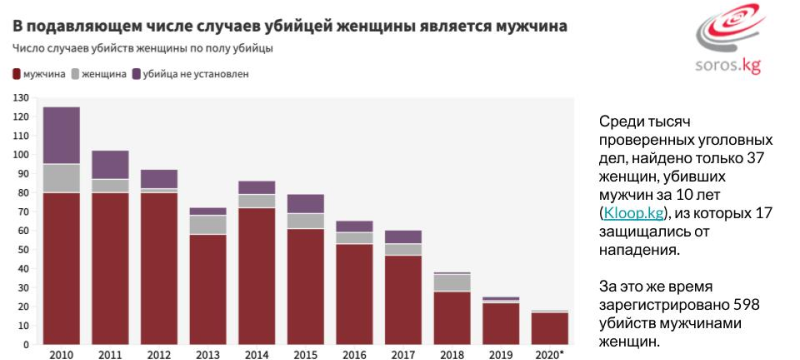 В подавляющем числе случаев убийцей женщины является мужчина
Число случаев убийств женщины по полу убийцы
мужчина женщина убийца не установлен
soros.kg
130
120
110
100
90
80
70
60
50
40
30
20
10
0
2010 2011 2012 2013 2014 2015 2016 2017 2018 2019 2020*
Среди тысяч
проверенных уголовных
дел, найдено только 37
женщин, убивших
мужчин за 10 лет
(Kloop.kg), из которых 17
защищались от
нападения.
За это же время
зарегистрировано 598
убийств мужчинами
женщин.